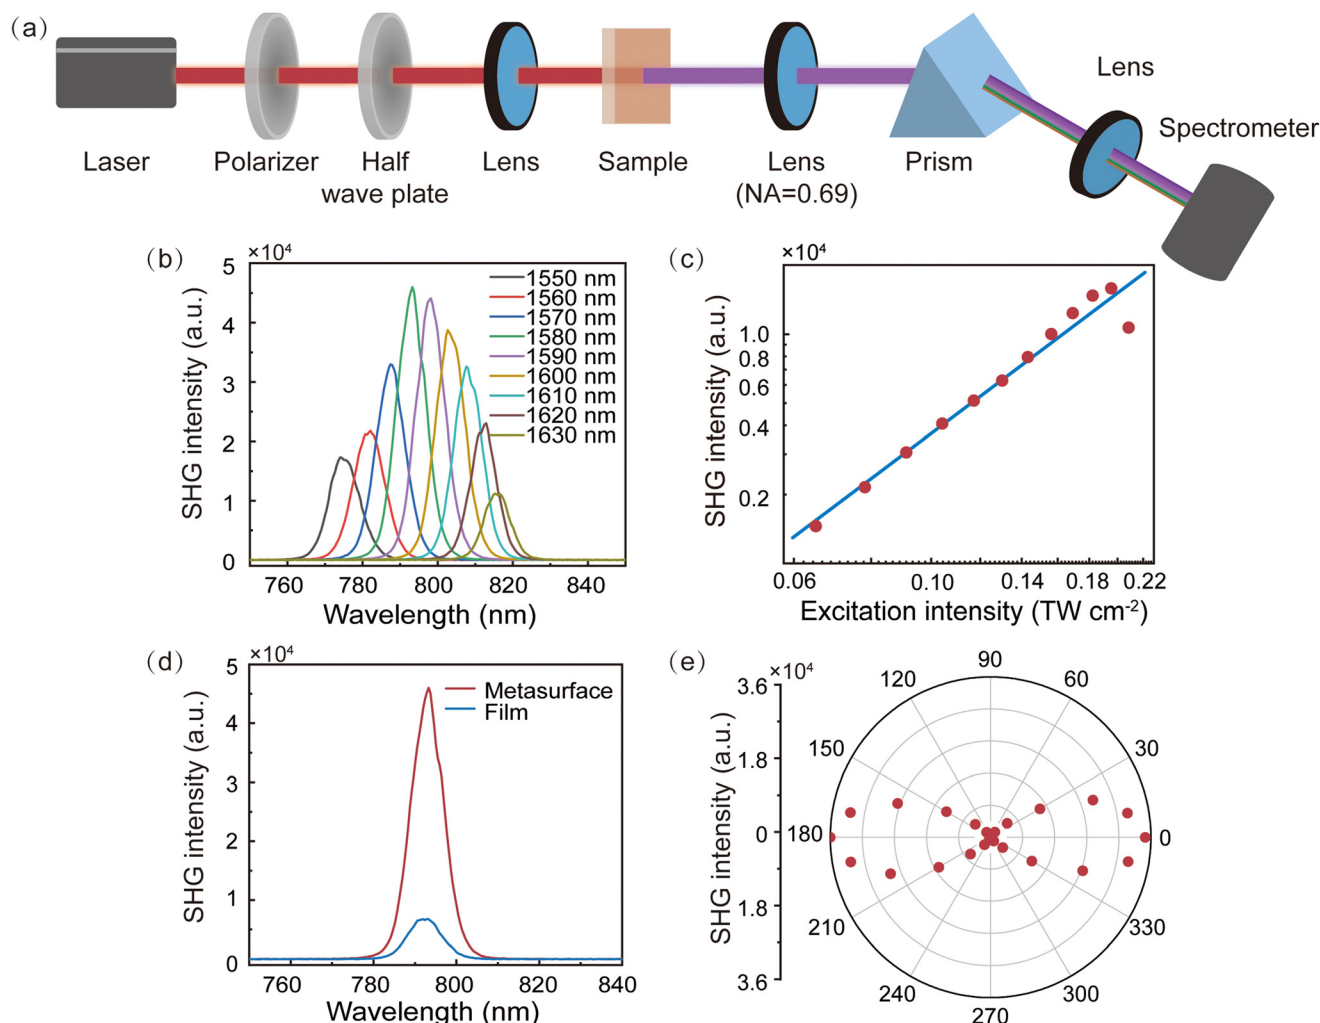 (a)
Laser
Polarizer
Half
wave plate
Lens
Sample
Lens
(NA=0.69)
Prism
Lens
Spectrometer
(b)
×10⁴
SHG intensity (a.u.)
5
4
3
2
1
0
760 780 800 820 840
Wavelength (nm)
1550 nm
1560 nm
1570 nm
1580 nm
1590 nm
1600 nm
1610 nm
1620 nm
1630 nm
(c)
×10⁴
SHG intensity (a.u.)
1.0
0.8
0.6
0.4
0.2
0.06 0.10 0.14 0.18 0.22
Excitation intensity (TW cm⁻²)
(d)
×10⁴
SHG intensity (a.u.)
5
4
3
2
1
0
760 780 800 820 840
Wavelength (nm)
Metasurface
Film
(e)
×10⁴
SHG intensity (a.u.)
3.6
1.8
0
1.8
3.6
90
120 60
150 30
180 0
210 330
240 300
270